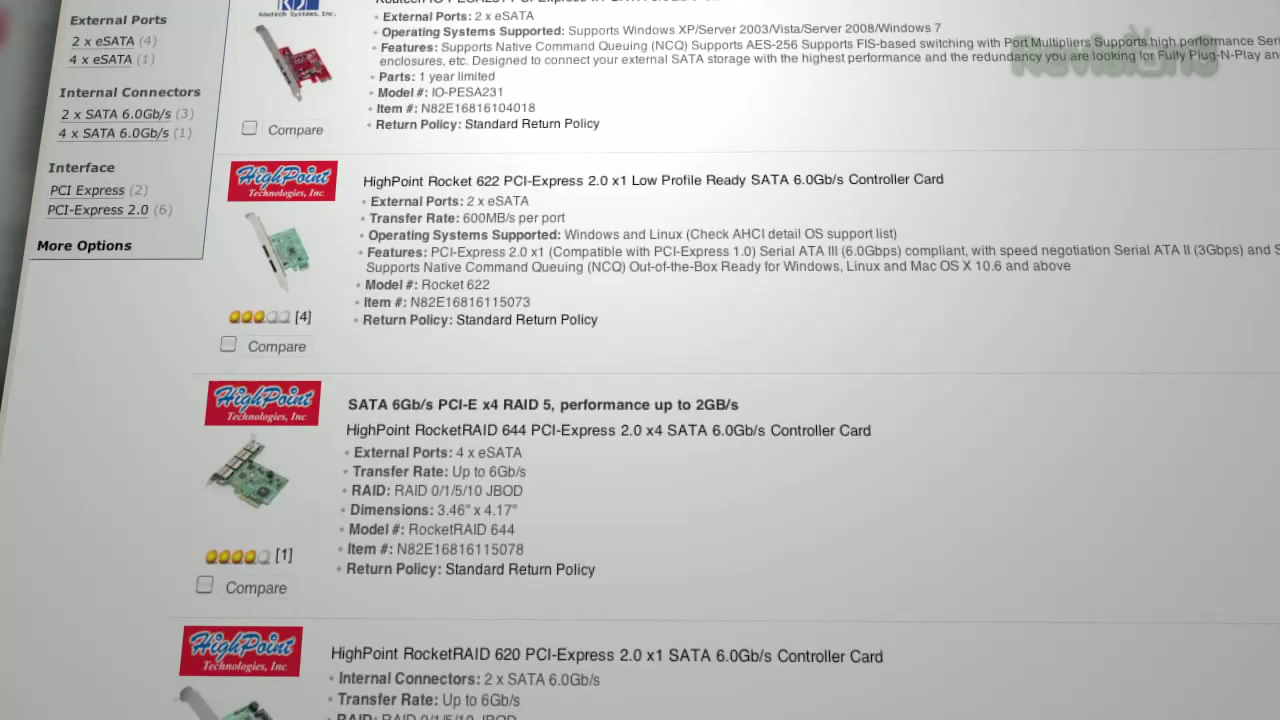 External Ports
2 x eSATA (4)
4 x eSATA (1)
Internal Connectors
2 x SATA 6.0Gb/s (3)
4 x SATA 6.0Gb/s (1)
Interface
PCI Express (2)
PCI-Express 2.0 (6)
More Options
Koutech Systems, Inc.
Compare
• External Ports: 2 x eSATA
• Operating Systems Supported: Supports Windows XP/Server 2003/Vista/Server 2008/Windows 7
• Features: Supports Native Command Queuing (NCQ) Supports AES-256 Supports FIS-based switching with Port Multipliers Supports high performance Seri
enclosures, etc. Designed to connect your external SATA storage with the highest performance and the redundancy you are looking for Fully Plug-N-Play an
• Parts: 1 year limited
• Model #: IO-PESA231
• Item #: N82E16816104018
• Return Policy: Standard Return Policy
HighPoint
Technologies, Inc.
[4]
Compare
HighPoint Rocket 622 PCI-Express 2.0 x1 Low Profile Ready SATA 6.0Gb/s Controller Card
• External Ports: 2 x eSATA
• Transfer Rate: 600MB/s per port
• Operating Systems Supported: Windows and Linux (Check AHCI detail OS support list)
• Features: PCI-Express 2.0 x1 (Compatible with PCI-Express 1.0) Serial ATA III (6.0Gbps) compliant, with speed negotiation Serial ATA II (3Gbps) and S
Supports Native Command Queuing (NCQ) Out-of-the-Box Ready for Windows, Linux and Mac OS X 10.6 and above
• Model #: Rocket 622
• Item #: N82E16816115073
• Return Policy: Standard Return Policy
HighPoint
Technologies, Inc.
[1]
Compare
SATA 6Gb/s PCI-E x4 RAID 5, performance up to 2GB/s
HighPoint RocketRAID 644 PCI-Express 2.0 x4 SATA 6.0Gb/s Controller Card
• External Ports: 4 x eSATA
• Transfer Rate: Up to 6Gb/s
• RAID: RAID 0/1/5/10 JBOD
• Dimensions: 3.46" x 4.17"
• Model #: RocketRAID 644
• Item #: N82E16816115078
• Return Policy: Standard Return Policy
HighPoint
Technologies, Inc.
HighPoint RocketRAID 620 PCI-Express 2.0 x1 SATA 6.0Gb/s Controller Card
• Internal Connectors: 2 x SATA 6.0Gb/s
• Transfer Rate: Up to 6Gb/s
• RAID: RAID 0/1/5/10 JBOD